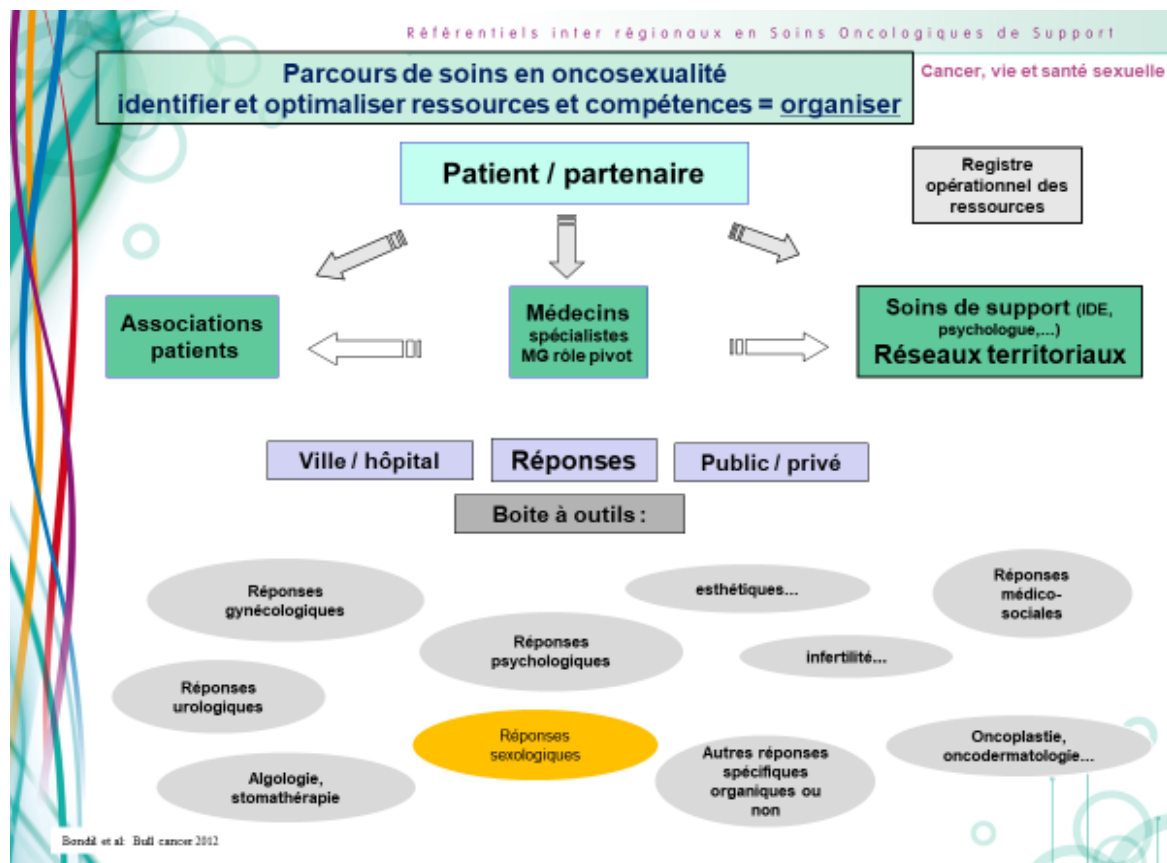 Référentiels inter régionaux en Soins Oncologiques de Support
Parcours de soins en oncosexualité
identifier et optimaliser ressources et compétences = organiser
Cancer, vie et santé sexuelle
Patient / partenaire
Registre
opérationnel des
ressources
Associations
patients
Médecins
spécialistes
MG rôle pivot
Soins de support (IDE,
psychologue,...)
Réseaux territoriaux
Ville / hôpital
Réponses
Public / privé
Boite à outils :
Réponses
gynécologiques
esthétiques...
Réponses
médico-
sociales
Réponses
psychologiques
infertilité...
Réponses
urologiques
Réponses
sexologiques
Oncoplastie,
oncodermatologie...
Algologie,
stomathérapie
Autres réponses
spécifiques
organiques ou
non
Bondil et al: Bull cancer 2012